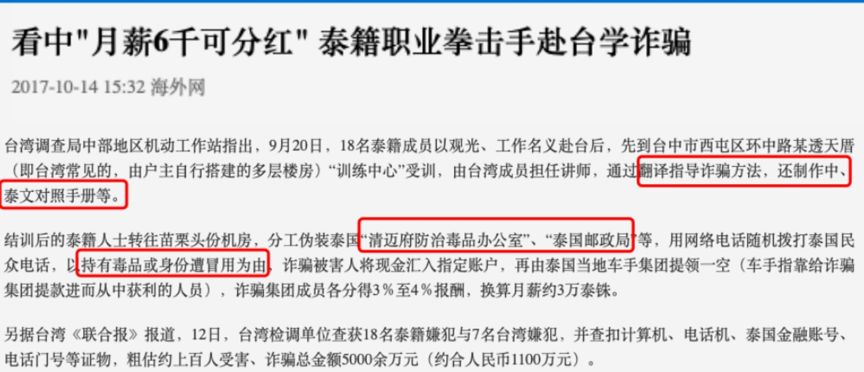 看中"月薪6千可分红" 泰籍职业拳击手赴台学诈骗
2017-10-14 15:32 海外网
台湾调查局中部地区机动工作站指出，9月20日，18名泰籍成员以观光、工作名义赴台后，先到台中市西屯区环中路某透天厝
（即台湾常见的，由户主自行搭建的多层楼房）“训练中心”受训，由台湾成员担任讲师，通过翻译指导诈骗方法，还制作中、
泰文对照手册等。
结训后的泰籍人士转往苗栗头份机房，分工伪装泰国“清迈府防治毒品办公室”、“泰国邮政局”等，用网络电话随机拨打泰国民
众电话，以持有毒品或身份遭冒用为由，诈骗被害人将现金汇入指定账户，再由泰国当地车手集团提领一空（车手指靠给诈骗
集团提款进而从中获利的人员），诈骗集团成员各分得3％至4％报酬，换算月薪约3万泰铢。
另据台湾《联合报》报道，12日，台湾检调单位查获18名泰籍嫌犯与7名台湾嫌犯，并查扣计算机、电话机、泰国金融账号、
电话门号等证物，粗估约上百人受害、诈骗总金额5000余万元（约合人民币1100万元）。